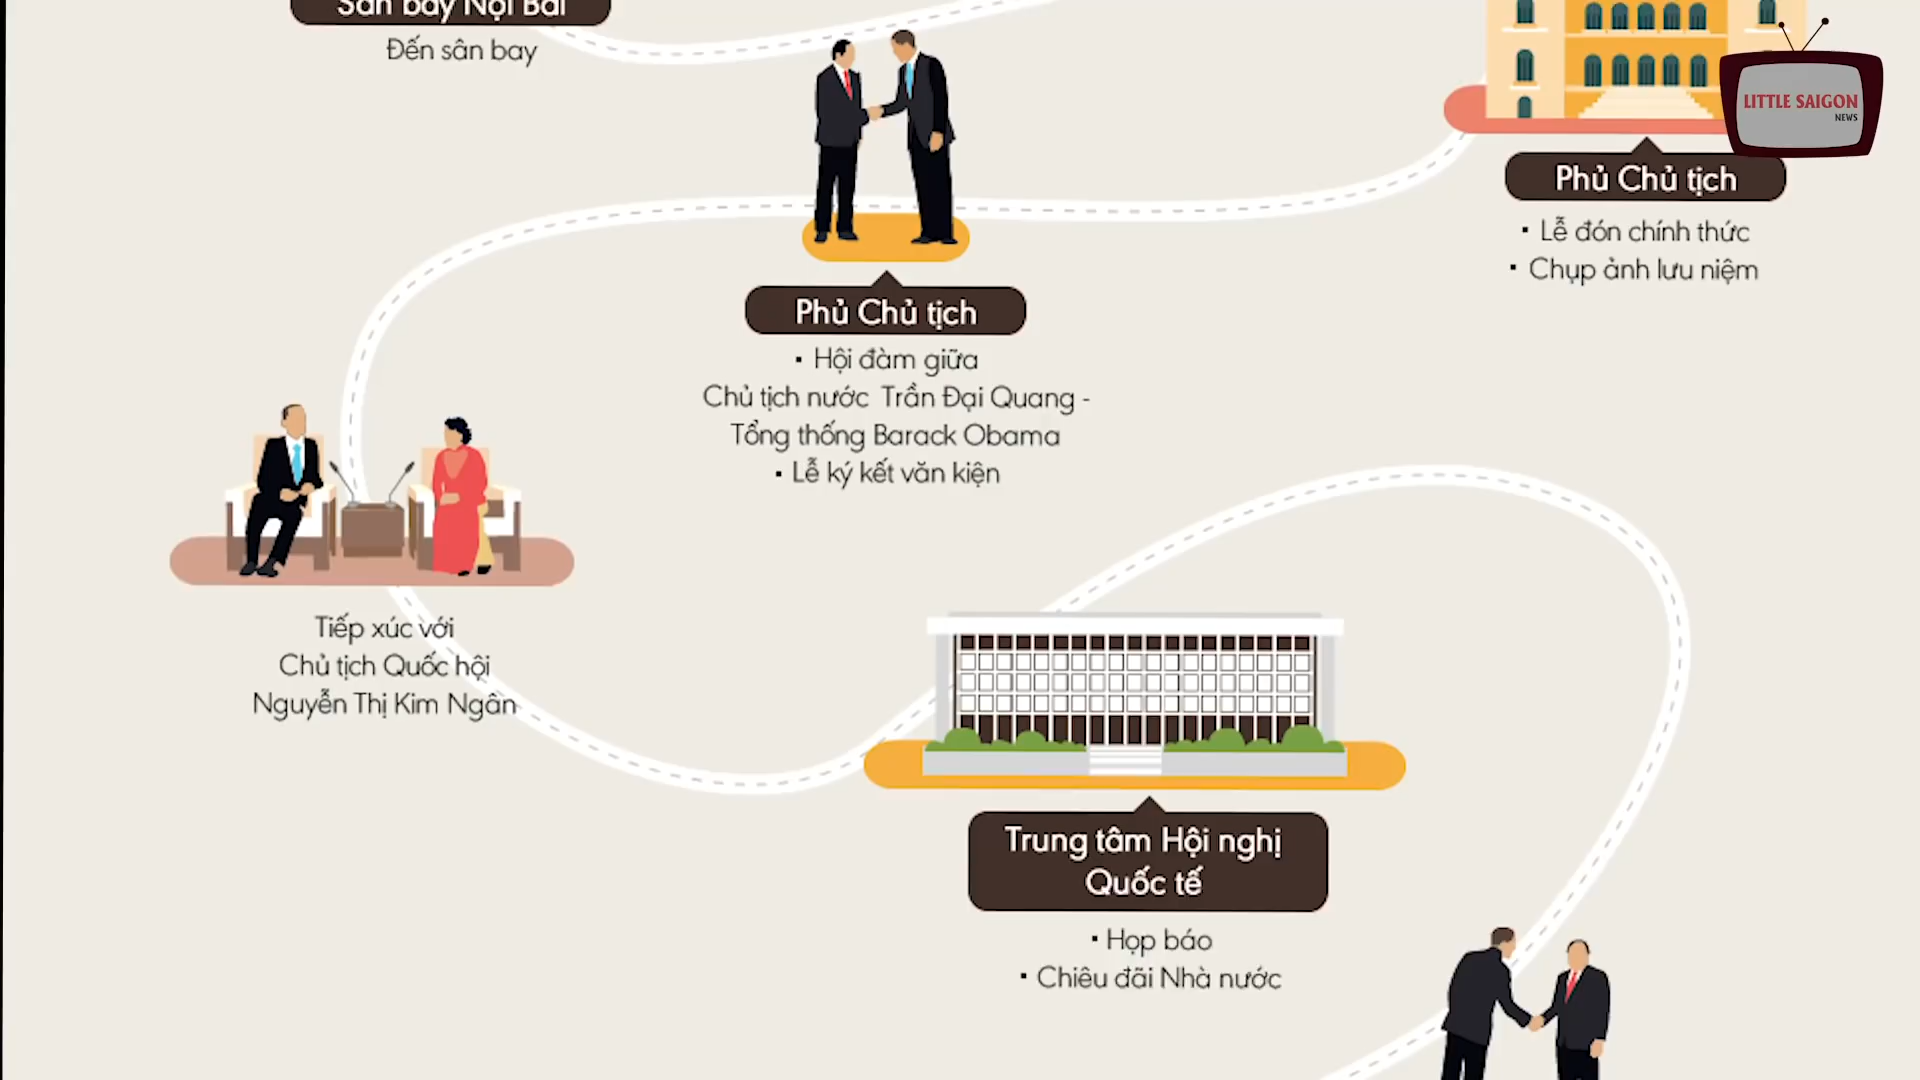 Sân bay Nội Bài
Đến sân bay
LITTLE SAIGON
NEWS
Phủ Chủ tịch
▪ Lễ đón chính thức
▪ Chụp ảnh lưu niệm
Phủ Chủ tịch
▪ Hội đàm giữa
Chủ tịch nước Trần Đại Quang -
Tổng thống Barack Obama
▪ Lễ ký kết văn kiện
Tiếp xúc với
Chủ tịch Quốc hội
Nguyễn Thị Kim Ngân
Trung tâm Hội nghị
Quốc tế
▪ Họp báo
▪ Chiêu đãi Nhà nước